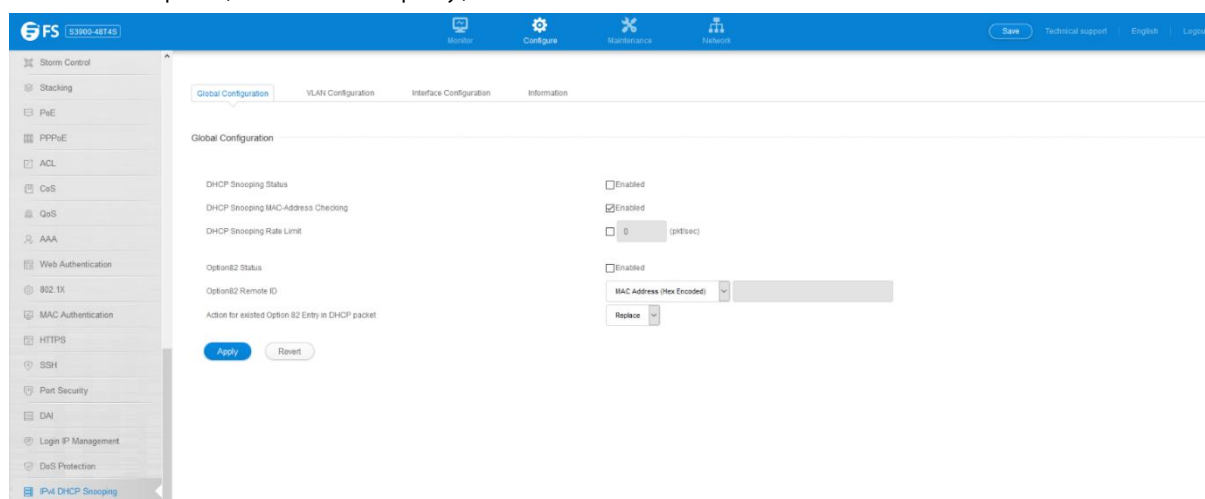 FS S3900-48T4S
Monitor
Configure
Maintenance
Network
Save
Technical support
English
Storm Control
Stacking
PoE
PPPoE
ACL
CoS
QoS
AAA
Web Authentication
802.1X
MAC Authentication
HTTPS
SSH
Port Security
DAI
Login IP Management
DoS Protection
IPv4 DHCP Snooping
Global Configuration VLAN Configuration Interface Configuration Information
Global Configuration
DHCP Snooping Status Enabled
DHCP Snooping MAC-Address Checking Enabled
DHCP Snooping Rate Limit 0 (pkt/sec)
Option82 Status Enabled
Option82 Remote ID MAC Address (Hex Encoded)
Action for existed Option 82 Entry in DHCP packet Replace
Apply Revert